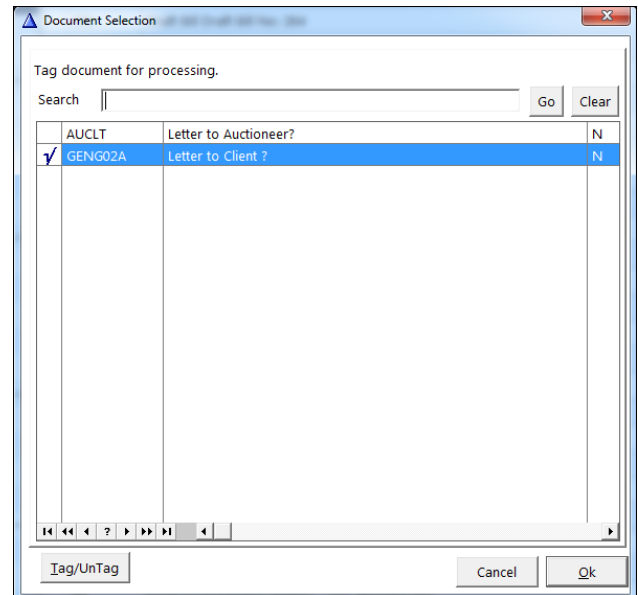 Document Selection
Tag document for processing.
Search Go Clear
AUCLT Letter to Auctioneer? N
√ GENG02A Letter to Client ? N
?
Tag/UnTag Cancel Ok